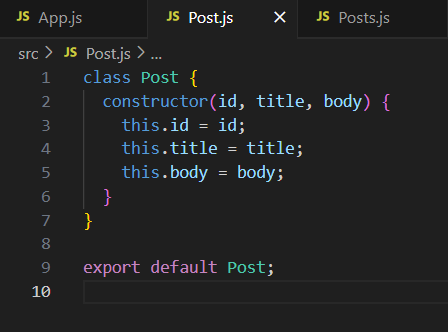 JS App.js JS Post.js × JS Posts.js
src > JS Post.js > ...
1 class Post {
2   constructor(id, title, body) {
3     this.id = id;
4     this.title = title;
5     this.body = body;
6   }
7 }
8
9 export default Post;
10